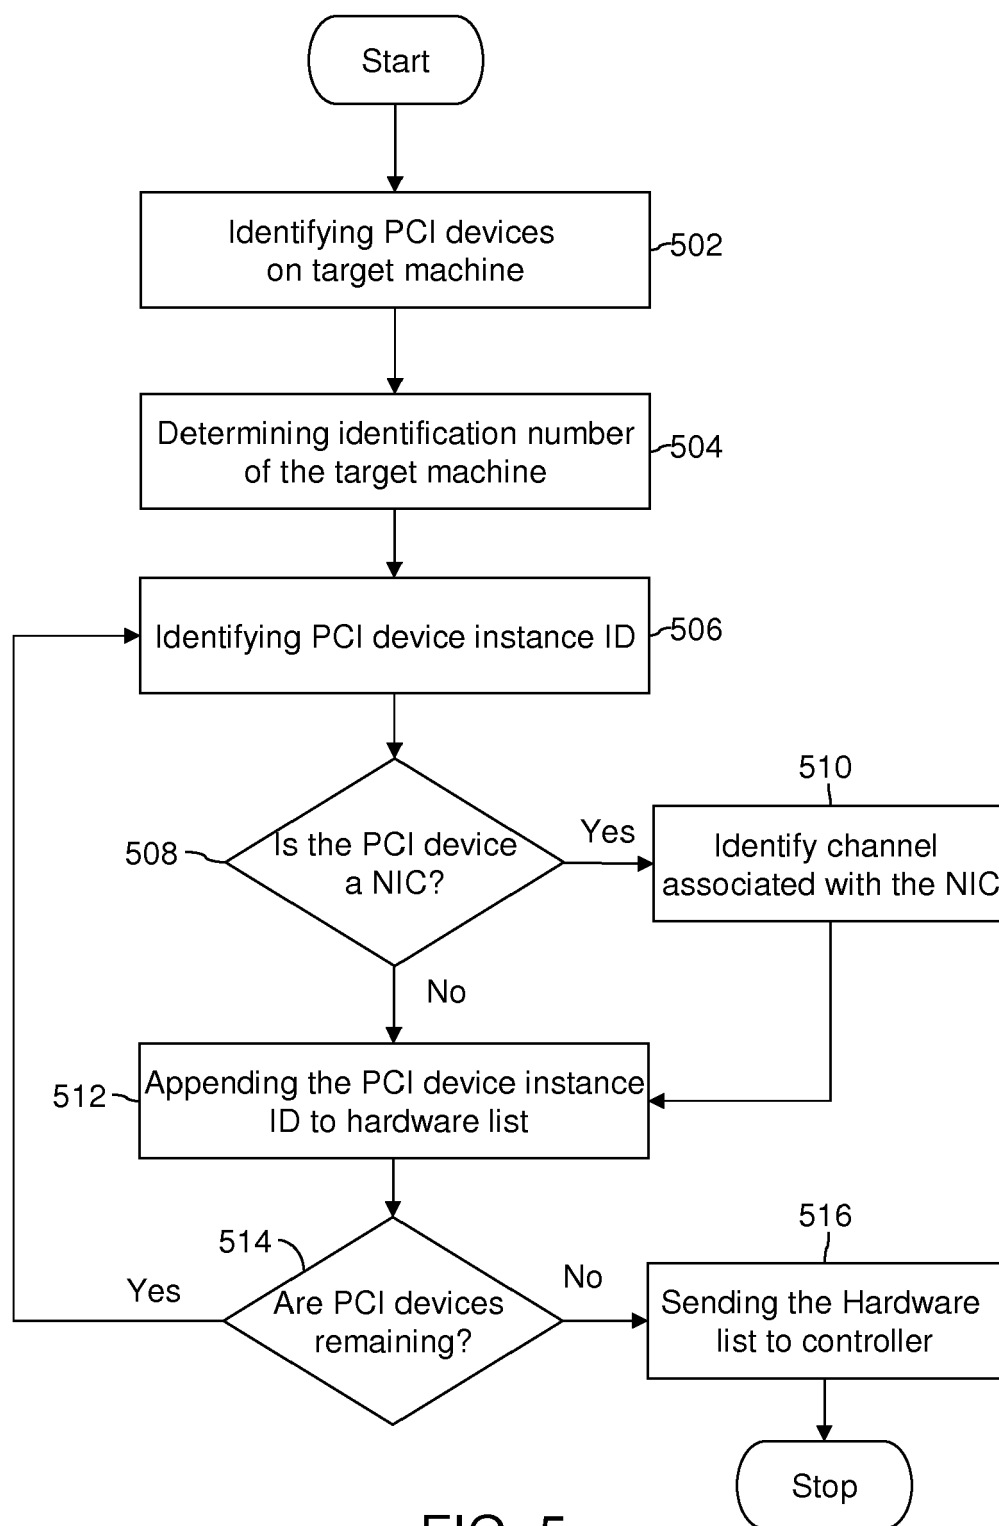 Start
Identifying PCI devices
on target machine
502
Determining identification number
of the target machine
504
Identifying PCI device instance ID
506
510
Is the PCI device
a NIC?
508
Yes
Identify channel
associated with the NIC
No
Appending the PCI device instance
ID to hardware list
512
516
514
Are PCI devices
remaining?
Yes
No
Sending the Hardware
list to controller
Stop
FIG. 5